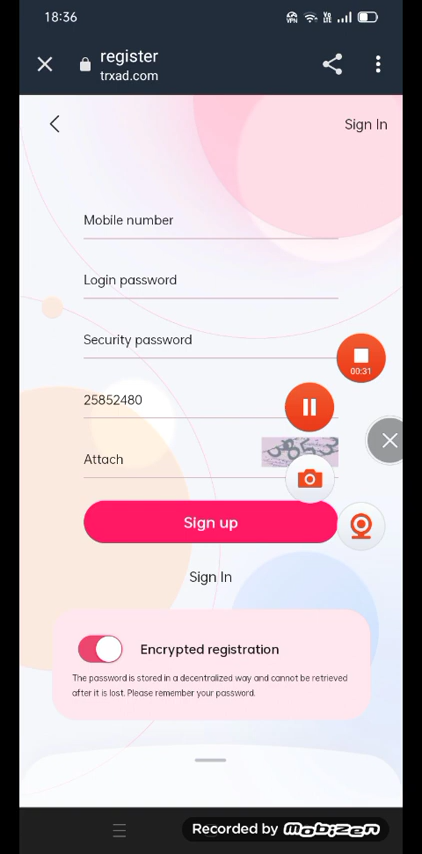 18:36
VPN
register
trxad.com
Sign In
Mobile number
Login password
Security password
00:31
25852480
Attach
Sign up
Sign In
Encrypted registration
The password is stored in a decentralized way and cannot be retrieved
after it is lost. Please remember your password.
Recorded by MOBIZEN